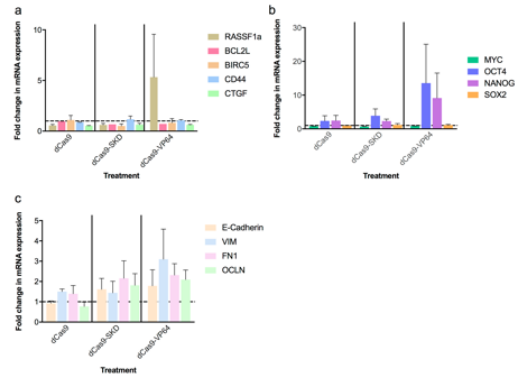 a
Fold change in mRNA expression
10
5
0
dCas9
dCas9-SKD
dCas9-VP64
Treatment
RASSF1a
BCL2L
BIRC5
CD44
CTGF
b
Fold change in mRNA expression
30
20
10
0
dCas9
dCas9-SKD
dCas9-VP64
Treatment
MYC
OCT4
NANOG
SOX2
c
Fold change in mRNA expression
5
4
3
2
1
0
dCas9
dCas9-SKD
dCas9-VP64
Treatment
E-Cadherin
VIM
FN1
OCLN